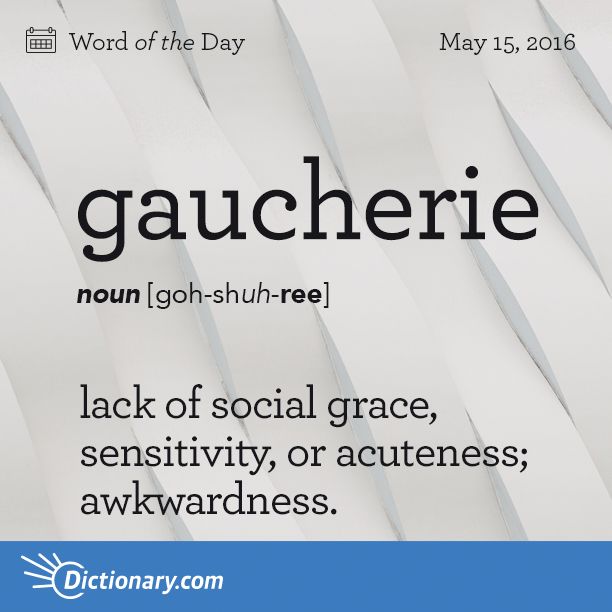 Word of the Day
May 15, 2016
gaucherie
noun [goh-shuh-ree]
lack of social grace,
sensitivity, or acuteness;
awkwardness.
Dictionary.com